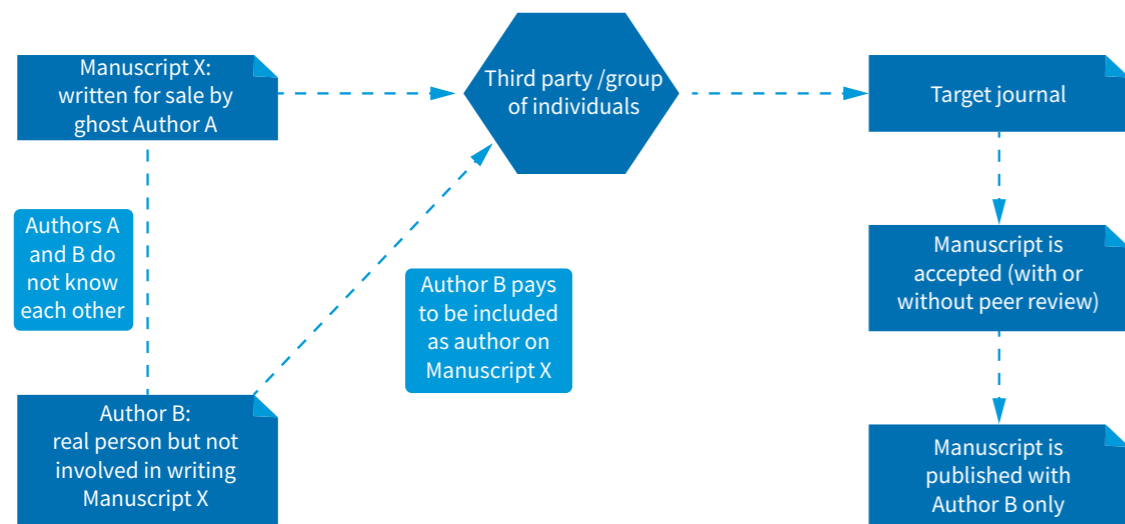 Manuscript X:
written for sale by
ghost Author A
Third party /group
of individuals
Target journal
Authors A
and B do
not know
each other
Author B pays
to be included
as author on
Manuscript X
Manuscript is
accepted (with or
without peer review)
Author B:
real person but not
involved in writing
Manuscript X
Manuscript is
published with
Author B only